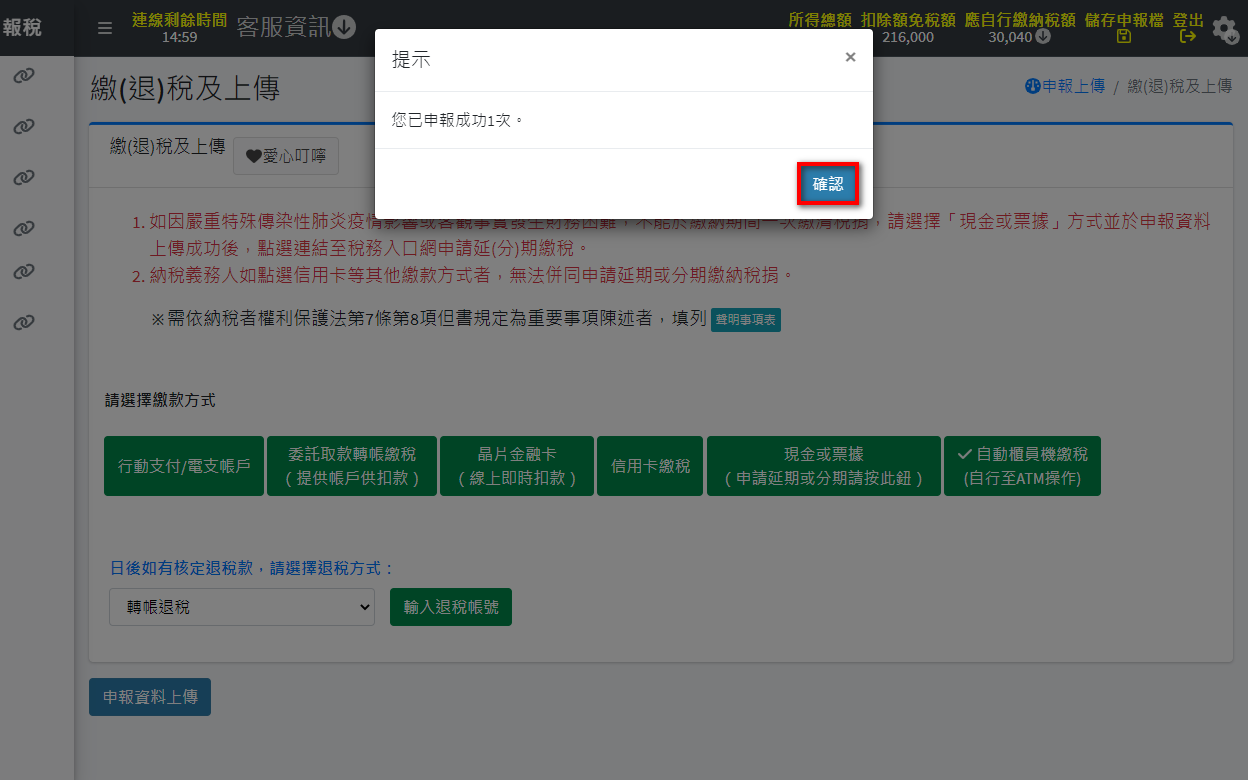 報稅
連線剩餘時間
14:59
客服資訊
所得總額
扣除額免稅額
216,000
應自行繳納稅額
30,040
儲存申報檔
登出
提示
×
您已申報成功1次。
確認
繳(退)稅及上傳
申報上傳 / 繳(退)稅及上傳
繳(退)稅及上傳
愛心叮嚀
1. 如因嚴重特殊傳染性肺炎疫情影響或客觀事實發生財務困難，不能於繳納期間一次繳清稅捐，請選擇「現金或票據」方式並於申報資料
上傳成功後，點選連結至稅務入口網申請延(分)期繳稅。
2. 納稅義務人如點選信用卡等其他繳款方式者，無法併同申請延期或分期繳納稅捐。
※需依納稅者權利保護法第7條第8項但書規定為重要事項陳述者，填列 聲明事項表
請選擇繳款方式
行動支付/電支帳戶
委託取款轉帳繳稅
（提供帳戶供扣款）
晶片金融卡
（線上即時扣款）
信用卡繳稅
現金或票據
（申請延期或分期請按此鈕）
自動櫃員機繳稅
(自行至ATM操作)
日後如有核定退稅款，請選擇退稅方式：
轉帳退稅
輸入退稅帳號
申報資料上傳